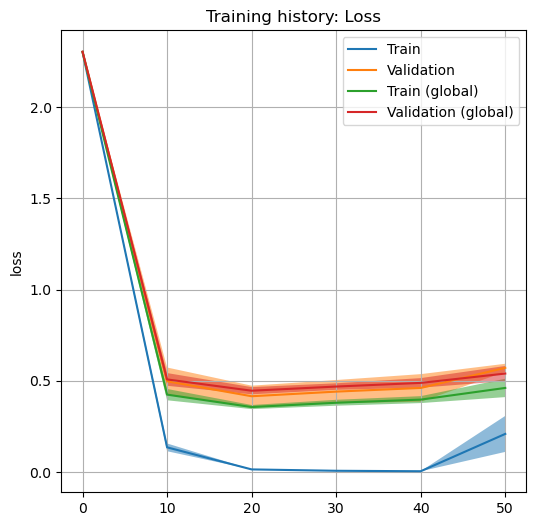 Training history: Loss
Train
Validation
Train (global)
Validation (global)
loss
2.0
1.5
1.0
0.5
0.0
0 10 20 30 40 50